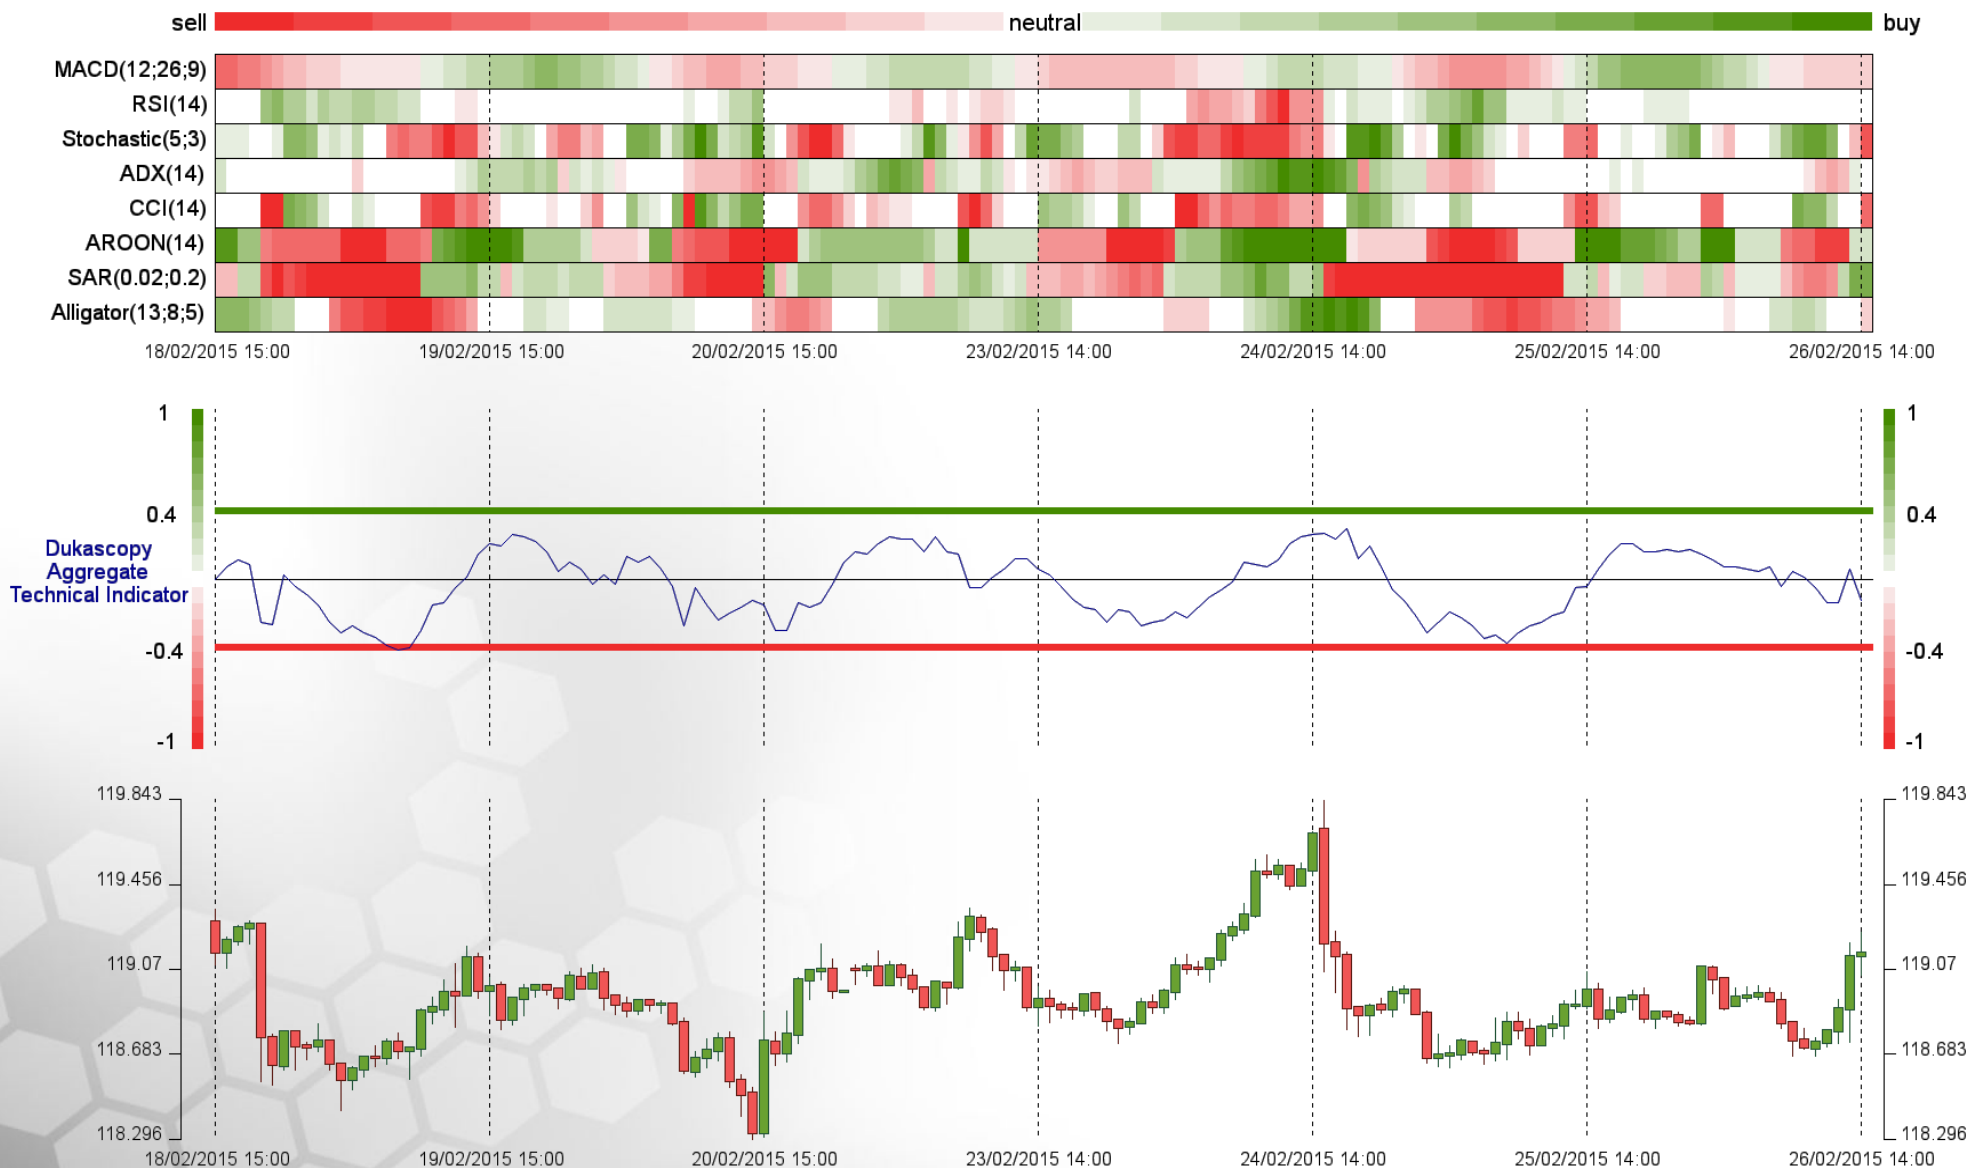 sell neutral buy
MACD(12;26;9)
RSI(14)
Stochastic(5;3)
ADX(14)
CCI(14)
AROON(14)
SAR(0.02;0.2)
Alligator(13;8;5)
18/02/2015 15:00 19/02/2015 15:00 20/02/2015 15:00 23/02/2015 14:00 24/02/2015 14:00 25/02/2015 14:00 26/02/2015 14:00
1 1
0.4 0.4
Dukascopy
Aggregate
Technical Indicator
-0.4 -0.4
-1 -1
119.843 119.843
119.456 119.456
119.07 119.07
118.683 118.683
118.296 118.296
18/02/2015 15:00 19/02/2015 15:00 20/02/2015 15:00 23/02/2015 14:00 24/02/2015 14:00 25/02/2015 14:00 26/02/2015 14:00